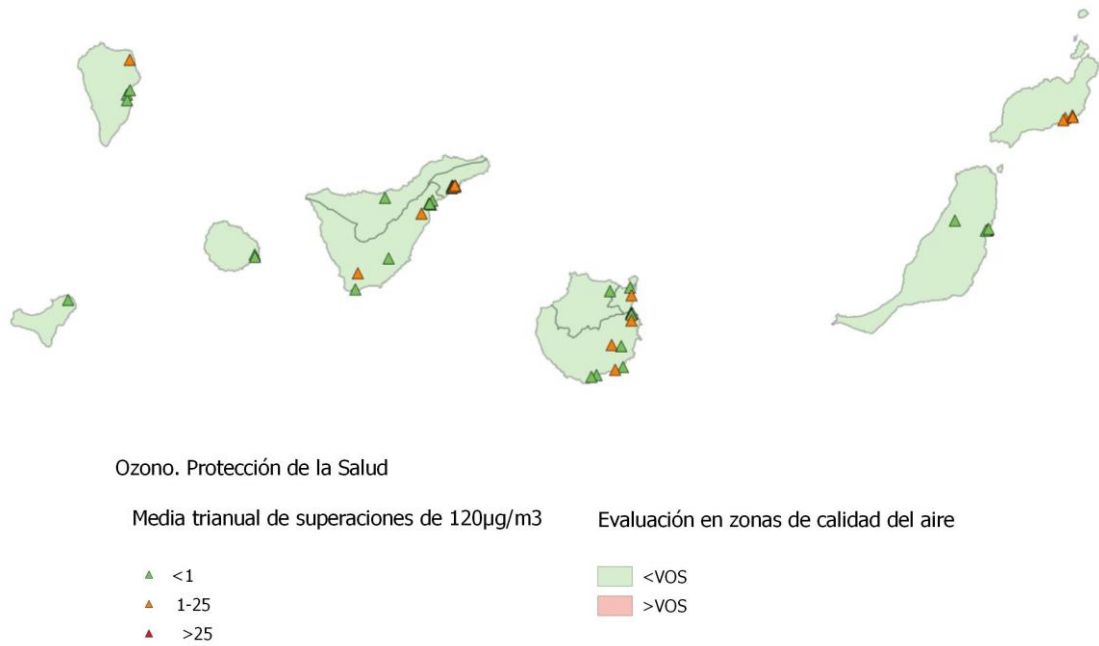 Ozono. Protección de la Salud
Media trianual de superaciones de 120µg/m3
<1
1-25
>25
Evaluación en zonas de calidad del aire
<VOS
>VOS